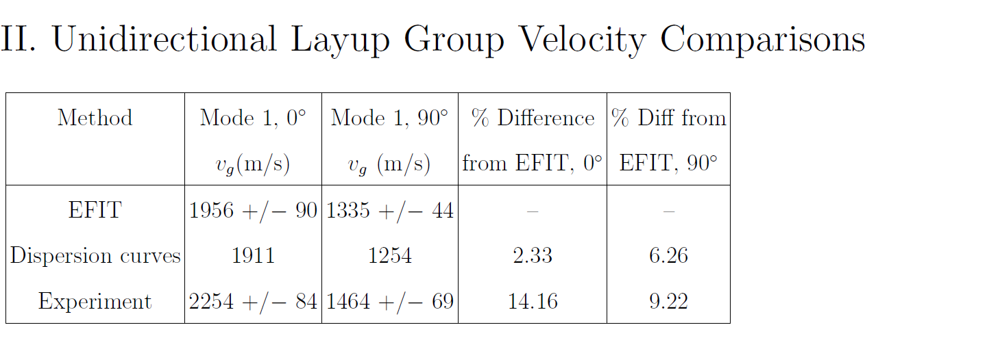 II. Unidirectional Layup Group Velocity Comparisons
Method Mode 1, 0° Mode 1, 90° % Difference % Diff from
v_g(m/s) v_g (m/s) from EFIT, 0° EFIT, 90°
EFIT 1956 +/− 90 1335 +/− 44 – –
Dispersion curves 1911 1254 2.33 6.26
Experiment 2254 +/− 84 1464 +/− 69 14.16 9.22